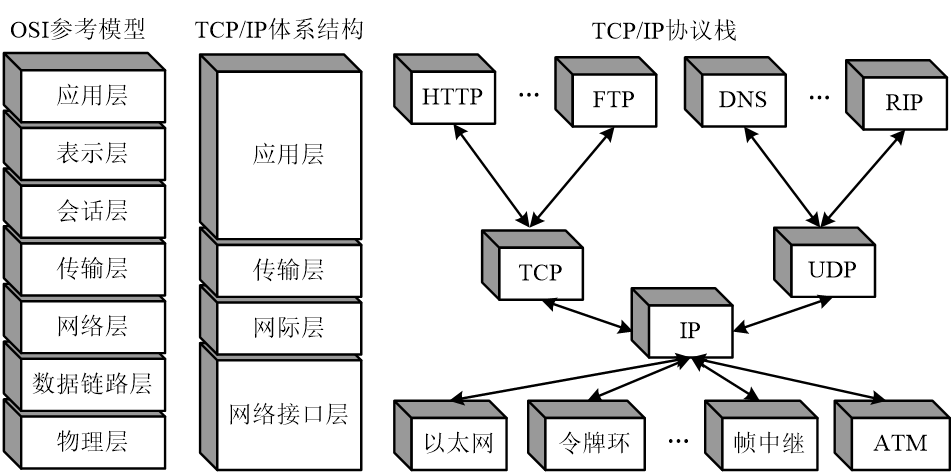 OSI参考模型
应用层
表示层
会话层
传输层
网络层
数据链路层
物理层
TCP/IP体系结构
应用层
传输层
网际层
网络接口层
TCP/IP协议栈
HTTP ··· FTP DNS ··· RIP
TCP UDP
IP
以太网 令牌环 ··· 帧中继 ATM